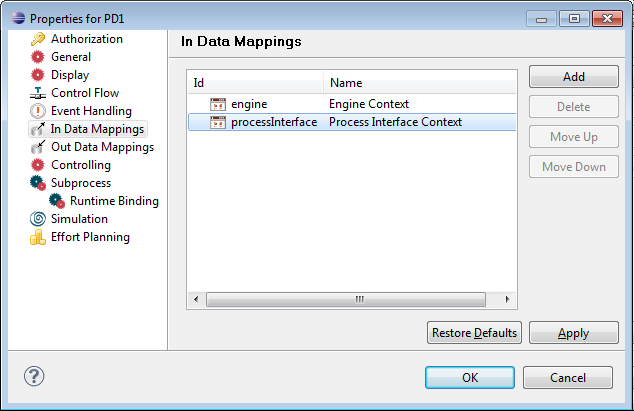 Properties for PD1
Authorization
General
Display
Control Flow
Event Handling
In Data Mappings
Out Data Mappings
Controlling
Subprocess
Runtime Binding
Simulation
Effort Planning
In Data Mappings
Id Name
engine Engine Context
processInterface Process Interface Context
Add
Delete
Move Up
Move Down
Restore Defaults Apply
? OK Cancel